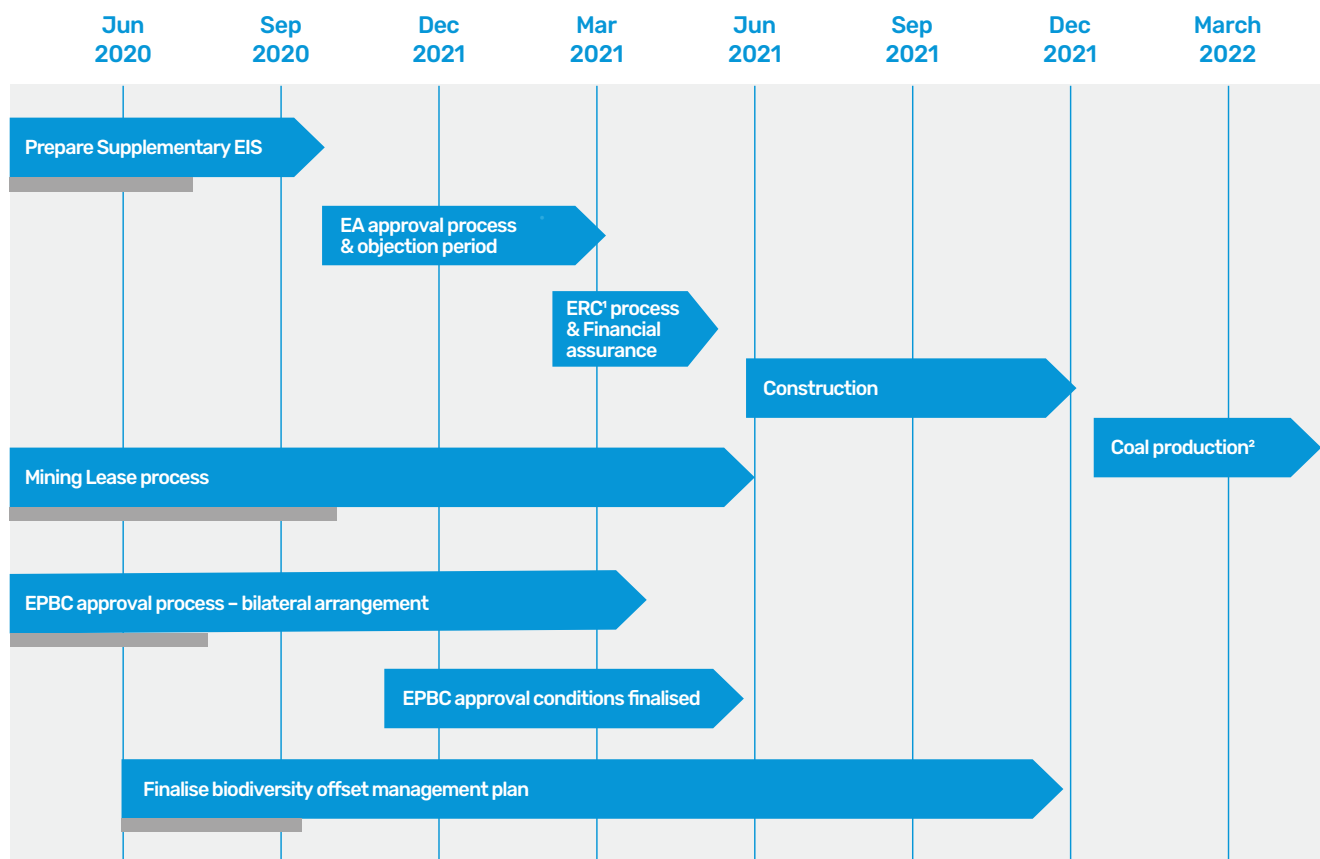 Jun Sep Dec Mar Jun Sep Dec March
2020 2020 2021 2021 2021 2021 2021 2022
Prepare Supplementary EIS
EA approval process
& objection period
ERC¹ process
& Financial
assurance
Construction
Coal production²
Mining Lease process
EPBC approval process – bilateral arrangement
EPBC approval conditions finalised
Finalise biodiversity offset management plan